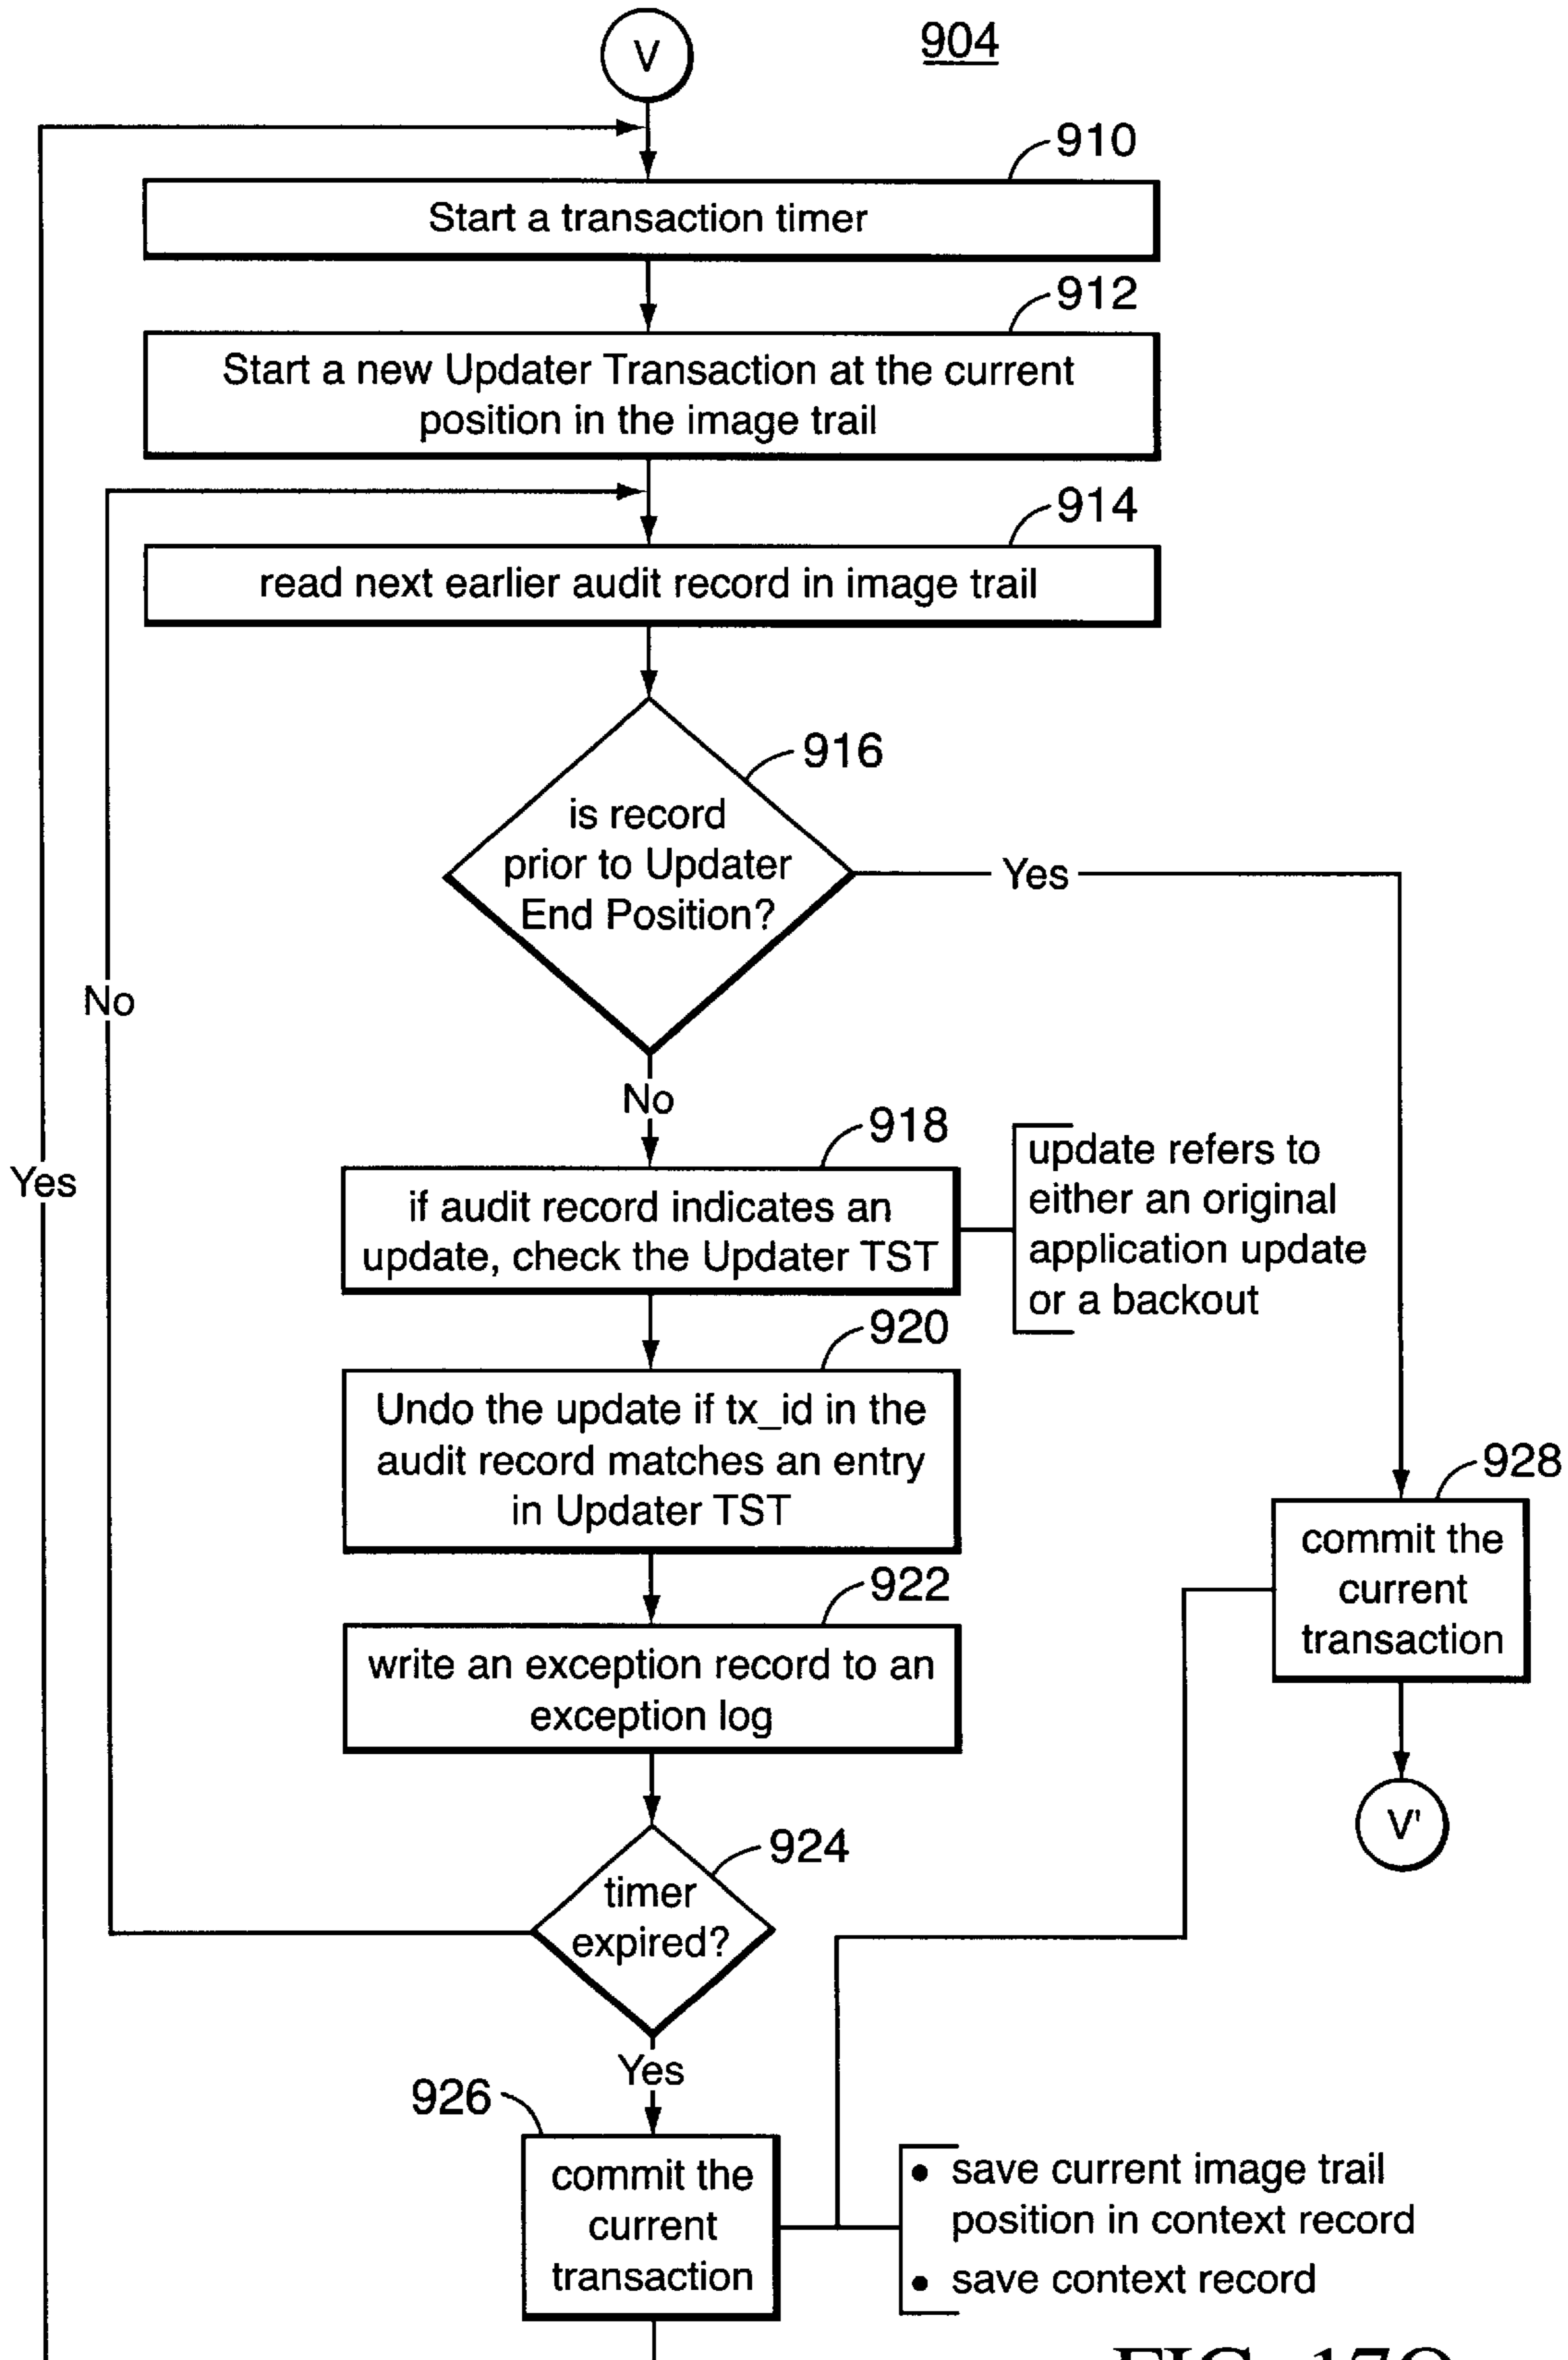 V
904
910
Start a transaction timer
912
Start a new Updater Transaction at the current
position in the image trail
914
read next earlier audit record in image trail
916
is record
prior to Updater
End Position?
Yes
No
No
Yes
918
if audit record indicates an
update, check the Updater TST
update refers to
either an original
application update
or a backout
920
Undo the update if tx_id in the
audit record matches an entry
in Updater TST
922
write an exception record to an
exception log
928
commit the
current
transaction
V'
924
timer
expired?
Yes
926
commit the
current
transaction
• save current image trail
position in context record
• save context record